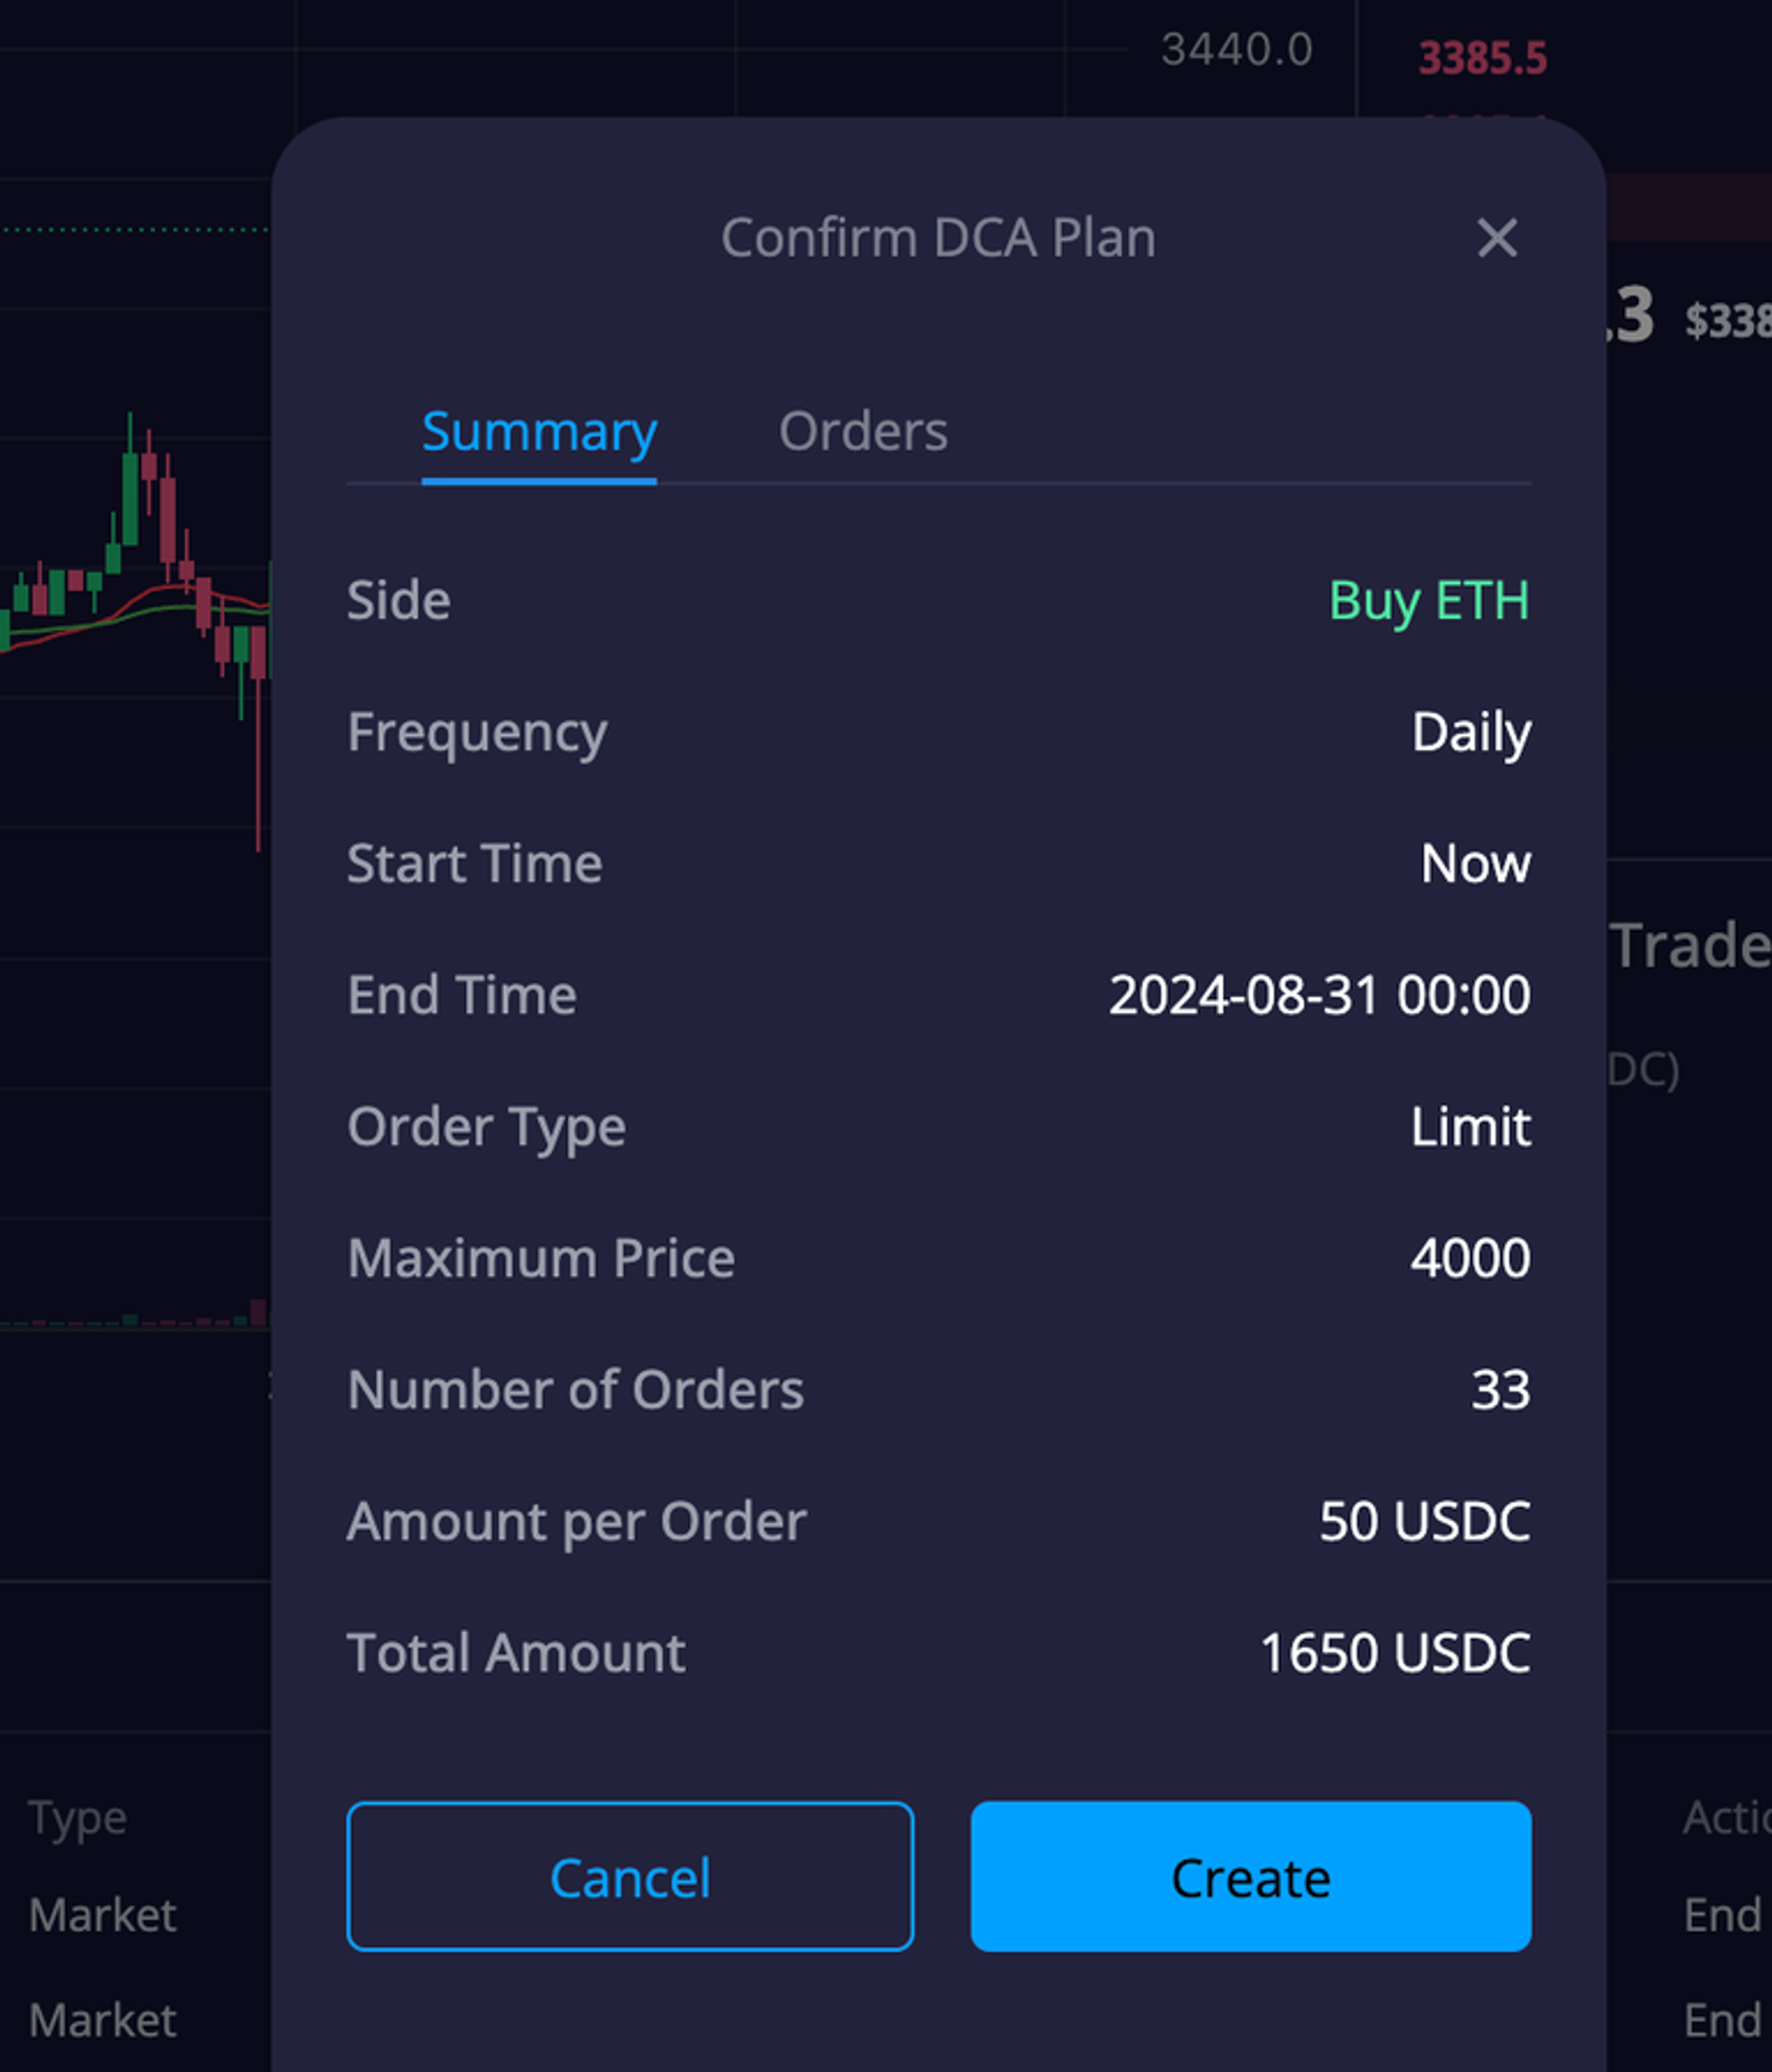 3440.0
3385.5
Confirm DCA Plan
.3 $338
Summary Orders
Side Buy ETH
Frequency Daily
Start Time Now
Trade
End Time 2024-08-31 00:00
DC)
Order Type Limit
Maximum Price 4000
Number of Orders 33
Amount per Order 50 USDC
Total Amount 1650 USDC
Type
Cancel Create
Market End
Market End